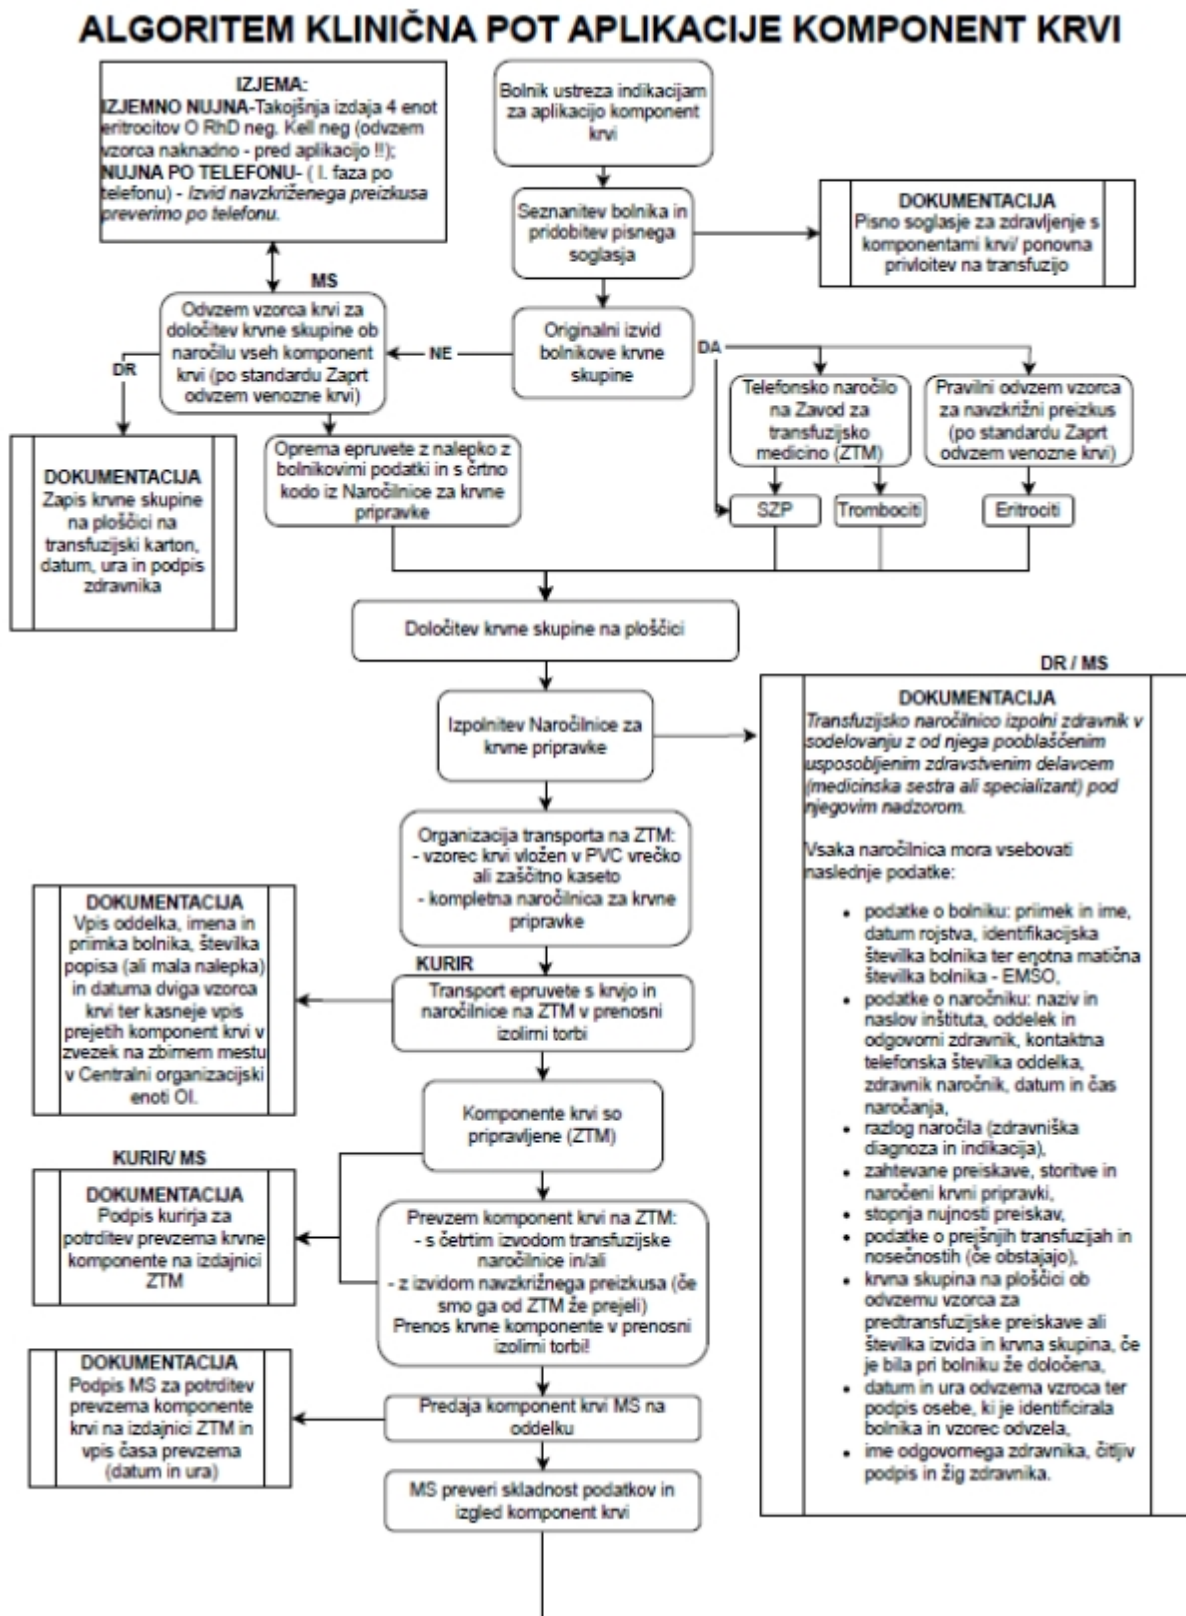 ALGORITEM KLINIČNA POT APLIKACIJE KOMPONENT KRVI
IZJEMA:
IZJEMNO NUJNA-Takojšnja izdaja 4 enot
eritrocitov O RhD neg. Kell neg (odvzem
vzorca naknadno - pred aplikacijo !!);
NUJNA PO TELEFONU- ( I. faza po
telefonu) - Izvid navzkriženega preizkusa
preverimo po telefonu.
Bolnik ustreza indikacijam
za aplikacijo komponent
krvi
Seznanitev bolnika in
pridobitev pisnega
soglasja
DOKUMENTACIJA
Pisno soglasje za zdravljenje s
komponentami krvi/ ponovna
privloitev na transfuzijo
MS
Odvzem vzorca krvi za
določitev krvne skupine ob
naročilu vseh komponent
krvi (po standardu Zaprt
odvzem venozne krvi)
NE
Originalni izvid
bolnikove krvne
skupine
DA
DR
Telefonsko naročilo
na Zavod za
transfuzijsko
medicino (ZTM)
Pravilni odvzem vzorca
za navzkrižni preizkus
(po standardu Zaprt
odvzem venozne krvi)
DOKUMENTACIJA
Zapis krvne skupine
na ploščici na
transfuzijski karton,
datum, ura in podpis
zdravnika
Oprema epruvete z nalepko z
bolnikovimi podatki in s črtno
kodo iz Naročilnice za krvne
pripravke
SZP
Trombociti
Eritrociti
Določitev krvne skupine na ploščici
Izpolnitev Naročilnice za
krvne pripravke
DR / MS
DOKUMENTACIJA
Transfuzijsko naročilnico izpolni zdravnik v
sodelovanju z od njega pooblaščenim
usposobljenim zdravstvenim delavcem
(medicinska sestra ali specializant) pod
njegovim nadzorom.
Vsaka naročilnica mora vsebovati
naslednje podatke:
• podatke o bolniku: priimek in ime,
datum rojstva, identifikacijska
številka bolnika ter enotna matična
številka bolnika - EMŠO,
• podatke o naročniku: naziv in
naslov inštituta, oddelek in
odgovorni zdravnik, kontaktna
telefonska številka oddelka,
zdravnik naročnik, datum in čas
naročanja,
• razlog naročila (zdravniška
diagnoza in indikacija),
• zahtevane preiskave, storitve in
naročeni krvni pripravki,
• stopnja nujnosti preiskav,
• podatke o prejšnjih transfuzijah in
nosečnostih (če obstajajo),
• krvna skupina na ploščici ob
odvzemu vzorca za
predtransfuzijske preiskave ali
številka izvida in krvna skupina, če
je bila pri bolniku že določena,
• datum in ura odvzema vzroca ter
podpis osebe, ki je identificirala
bolnika in vzorec odvzela,
• ime odgovornega zdravnika, čitljiv
podpis in žig zdravnika.
Organizacija transporta na ZTM:
- vzorec krvi vložen v PVC vrečko
ali zaščitno kaseto
- kompletna naročilnica za krvne
pripravke
KURIR
Transport epruvete s krvjo in
naročilnice na ZTM v prenosni
izolirni torbi
DOKUMENTACIJA
Vpis oddelka, imena in
priimka bolnika, številka
popisa (ali mala nalepka)
in datuma dviga vzorca
krvi ter kasneje vpis
prejetih komponent krvi v
zvezek na zbirnem mestu
v Centralni organizacijski
enoti OI.
Komponente krvi so
pripravljene (ZTM)
KURIR/ MS
DOKUMENTACIJA
Podpis kurirja za
potrditev prevzema krvne
komponente na izdajnici
ZTM
Prevzem komponent krvi na ZTM:
- s četrtim izvodom transfuzijske
naročilnice in/ali
- z izvidom navzkrižnega preizkusa (če
smo ga od ZTM že prejeli)
Prenos krvne komponente v prenosni
izolirni torbi!
DOKUMENTACIJA
Podpis MS za potrditev
prevzema komponente
krvi na izdajnici ZTM in
vpis časa prevzema
(datum in ura)
Predaja komponent krvi MS na
oddelku
MS preveri skladnost podatkov in
izgled komponent krvi